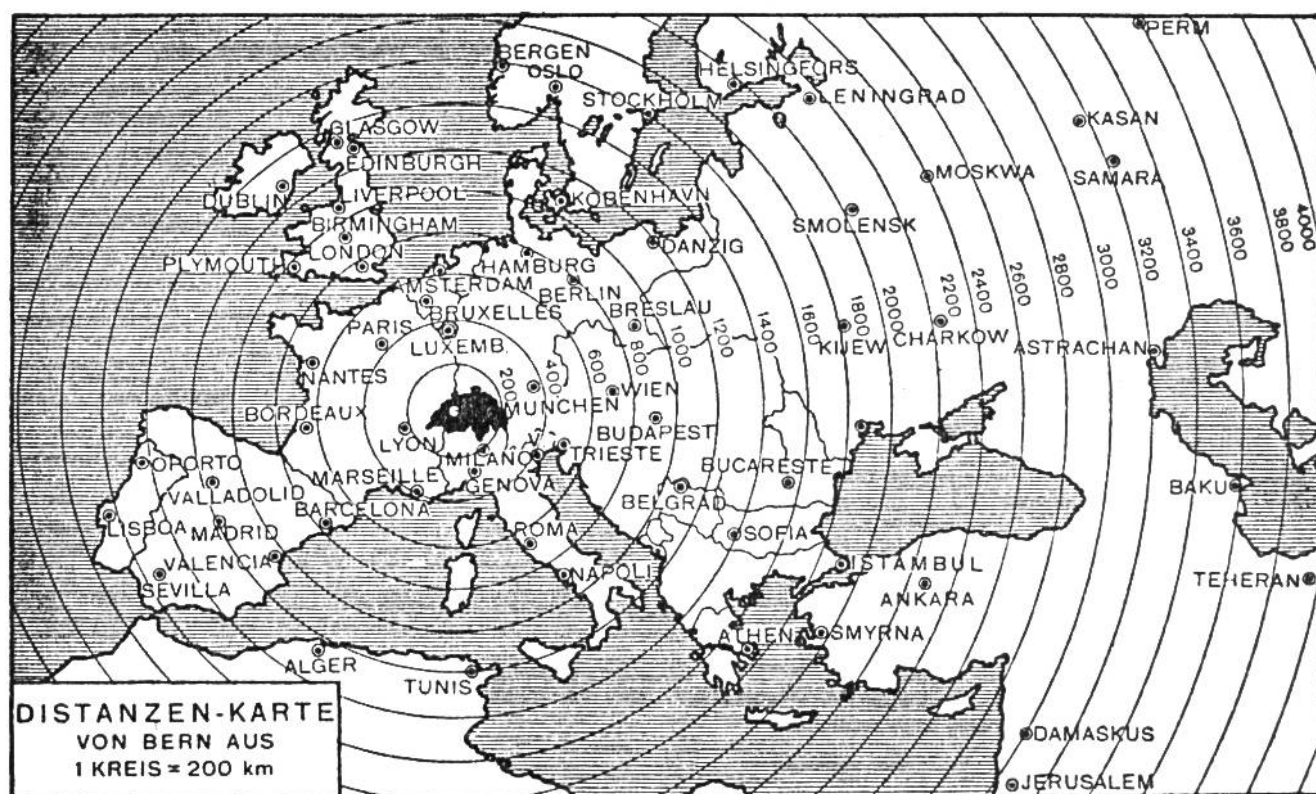 PERM
BERGEN
OSLO
HELSINGFORS
STOCKHOLM
LENINGRAD
KASAN
GLASGOW
EDINBURGH
MOSKWA
SAMARA
DUBLIN
LIVERPOOL
KOBENHAVN
BIRMINGHAM
SMOLENSK
DANZIG
PLYMOUTH
LONDON
HAMBURG
AMSTERDAM
BERLIN
BRUXELLES
BRESLAU
PARIS
LUXEMB.
KIJEW
CHARKOW
ASTRACHAN
200
400
600
800
1000
1200
1400
1600
1800
2000
2200
2400
2600
2800
3000
3200
3400
3600
3800
4000
NANTES
WIEN
MÜNCHEN
BORDEAUX
LYON
BUDAPEST
V.
TRIESTE
MILANO
OPORTO
MARSEILLE
GENOVA
BUCARESTE
VALLADOLID
BELGRAD
BAKU
BARCELONA
LISBOA
MADRID
ROMA
SOFIA
VALENCIA
ISTAMBUL
SEVILLA
NAPOLI
ANKARA
TEHERAN
ATHEN
SMYRNA
ALGER
TUNIS
DISTANZEN-KARTE
VON BERN AUS
1 KREIS = 200 km
DAMASKUS
JERUSALEM